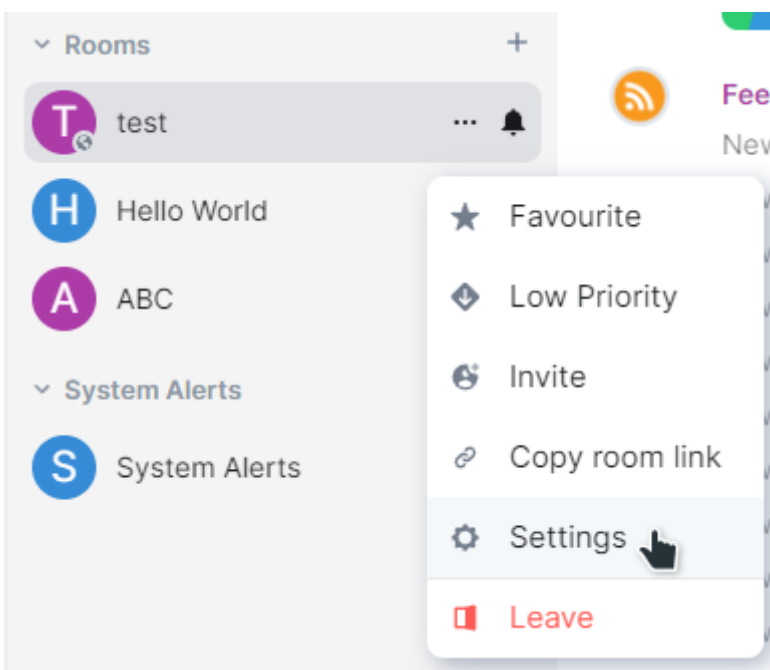 Rooms
T test
H Hello World
A ABC
System Alerts
S System Alerts
Favourite
Low Priority
Invite
Copy room link
Settings
Leave